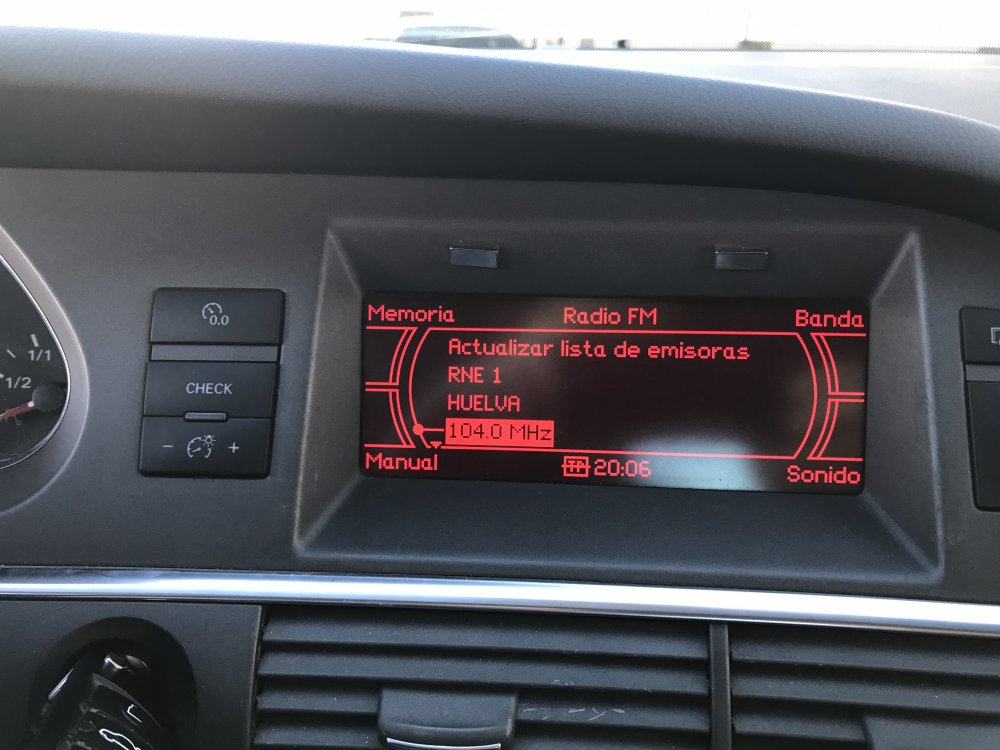 Memoria Radio FM Banda
Actualizar lista de emisoras
RNE 1
HUELVA
104.0 MHz
Manual TP 20:06 Sonido
0.0
CHECK
- +
1/1
1/2